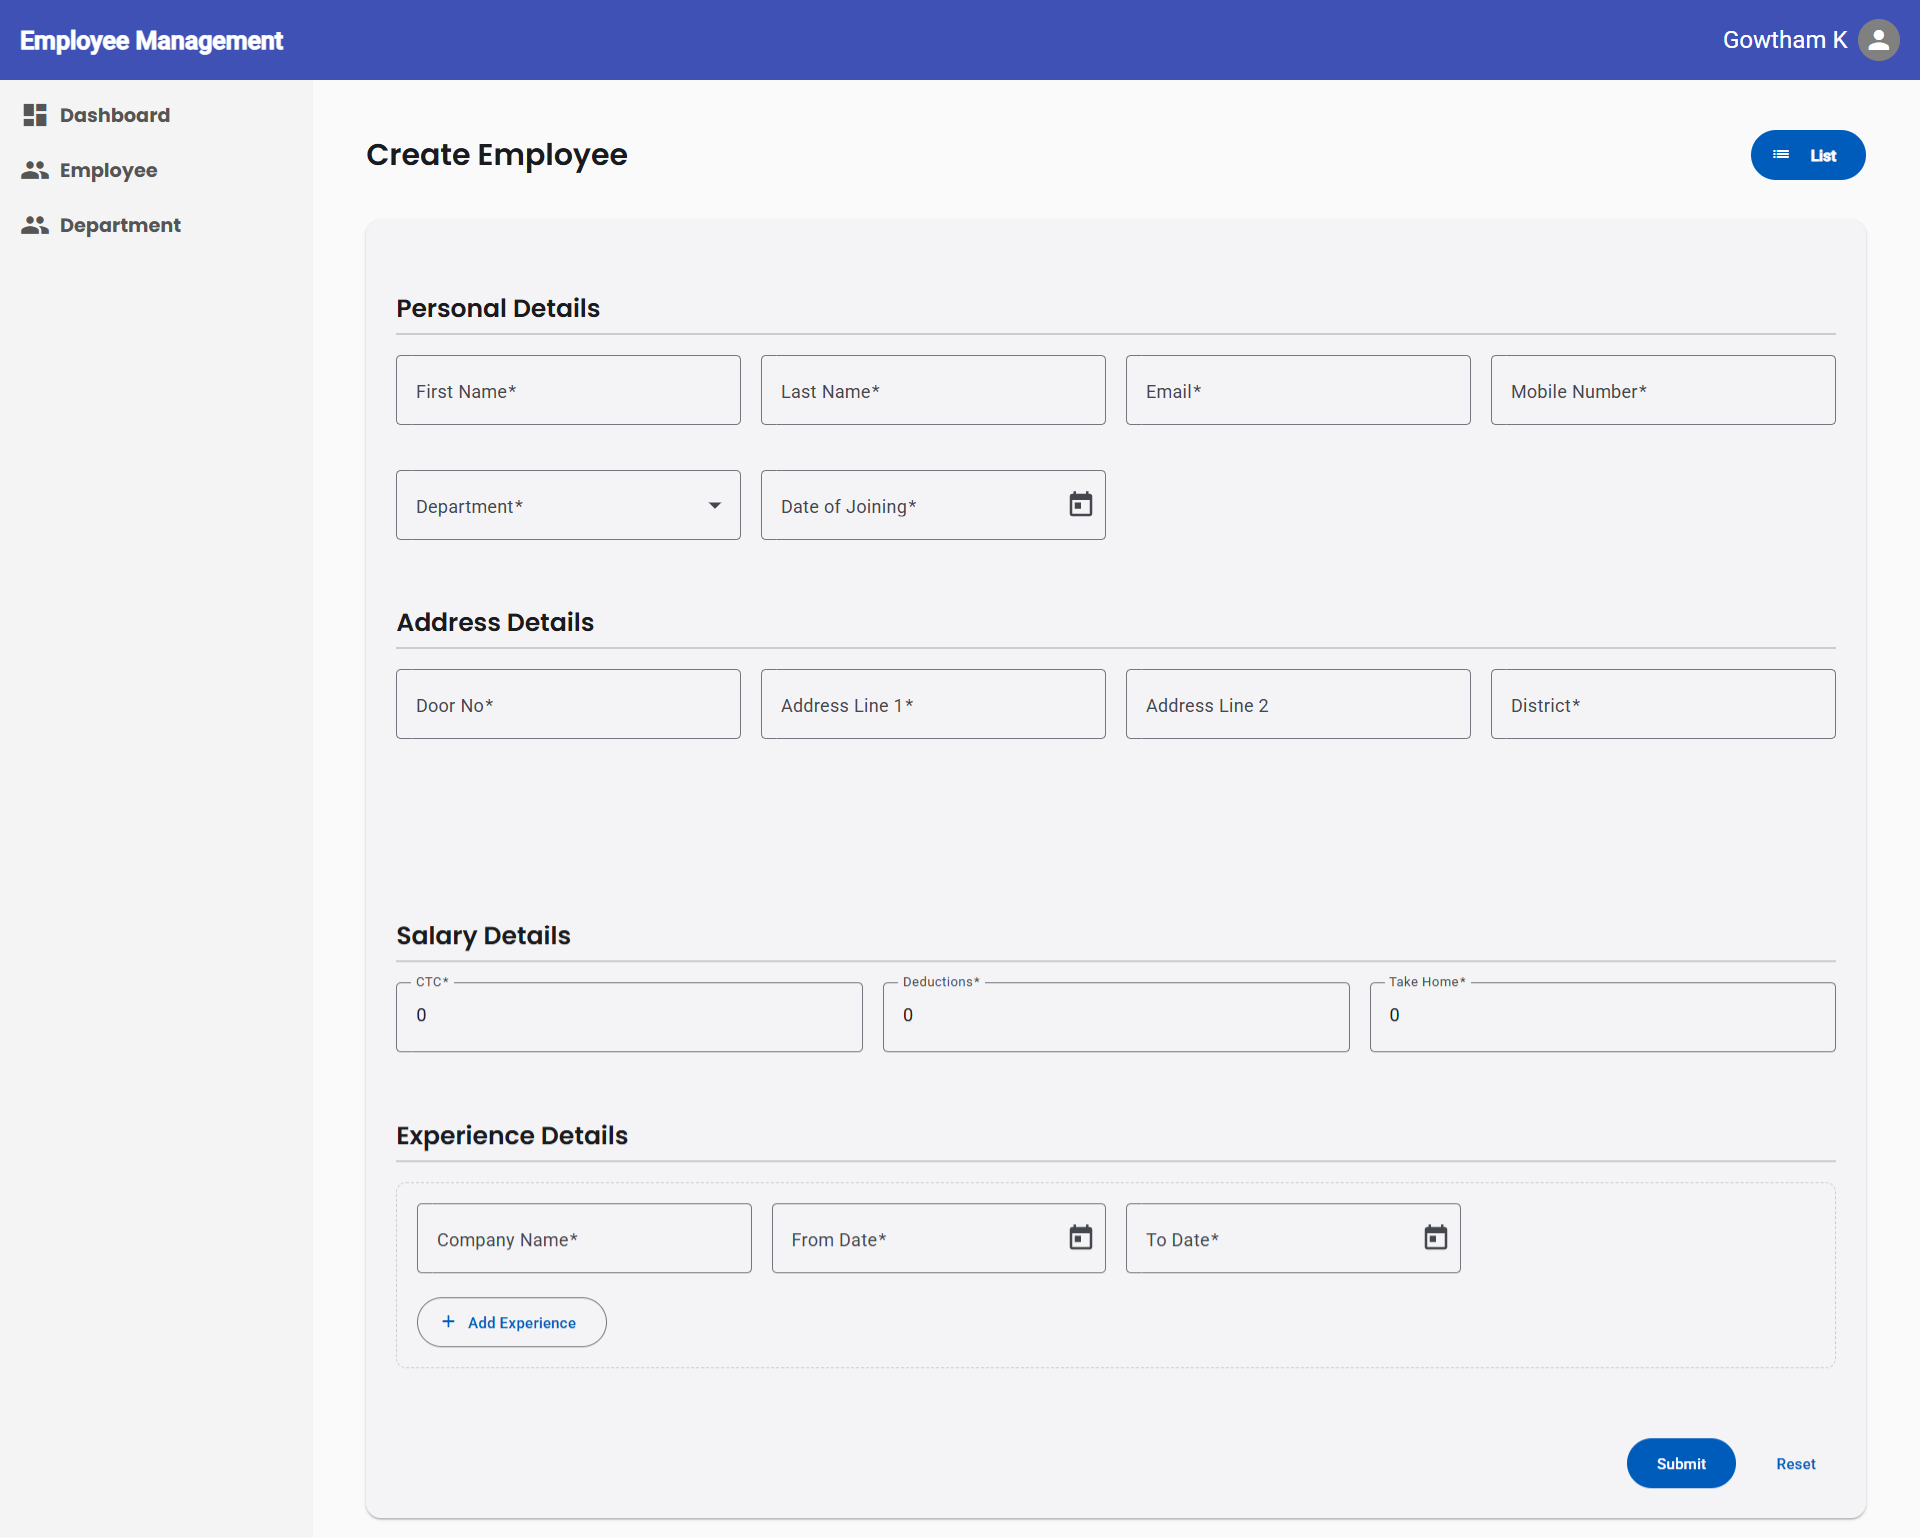 Employee Management
Gowtham K
Dashboard
Employee
Department
Create Employee
List
Personal Details
First Name*
Last Name*
Email*
Mobile Number*
Department*
Date of Joining*
Address Details
Door No*
Address Line 1*
Address Line 2
District*
Salary Details
CTC*
0
Deductions*
0
Take Home*
0
Experience Details
Company Name*
From Date*
To Date*
+ Add Experience
Submit
Reset